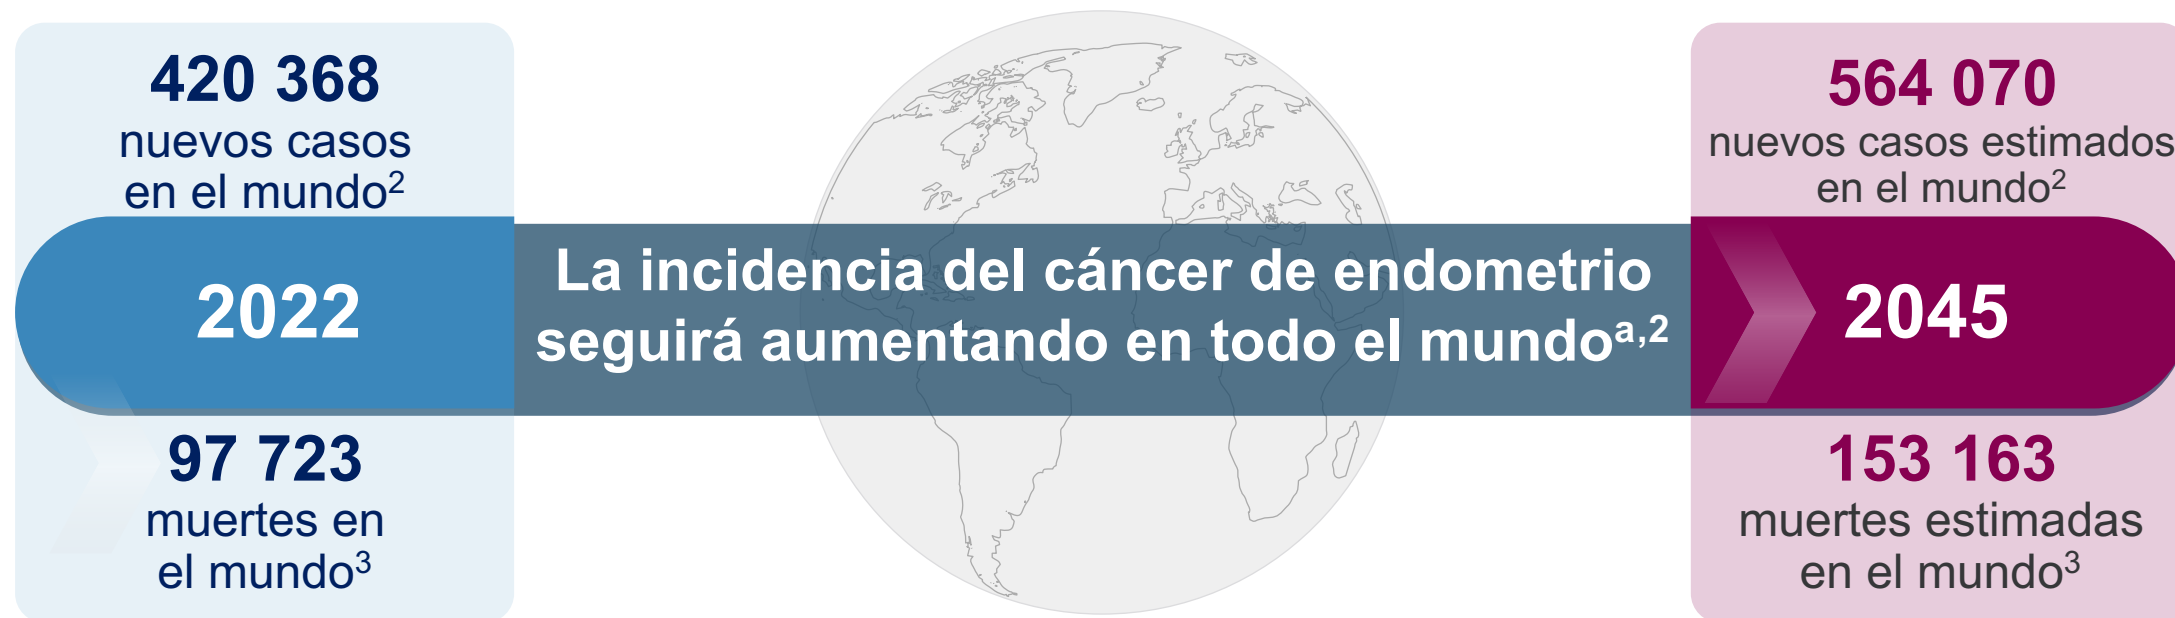 420 368
nuevos casos
en el mundo²
2022
97 723
muertes en
el mundo³
La incidencia del cáncer de endometrio
seguirá aumentando en todo el mundoᵃ,²
564 070
nuevos casos estimados
en el mundo²
2045
153 163
muertes estimadas
en el mundo³